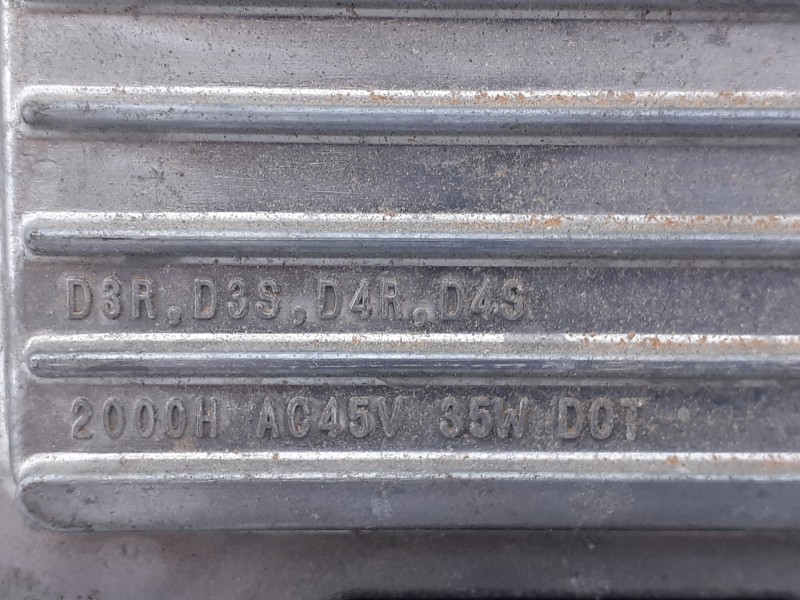 D3R, D3S, D4R, D4S
2000H AC45V 35W DOT